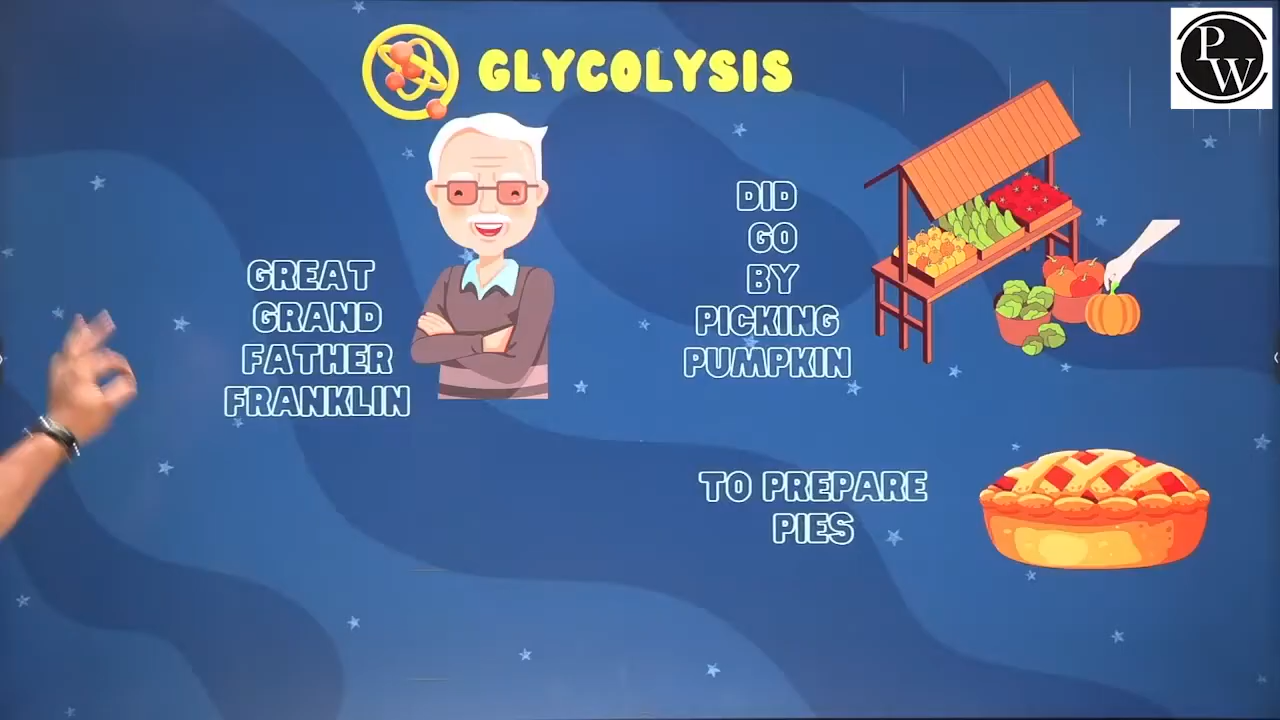 GLYCOLYSIS
PW
GREAT
GRAND
FATHER
FRANKLIN
DID
GO
BY
PICKING
PUMPKIN
TO PREPARE
PIES